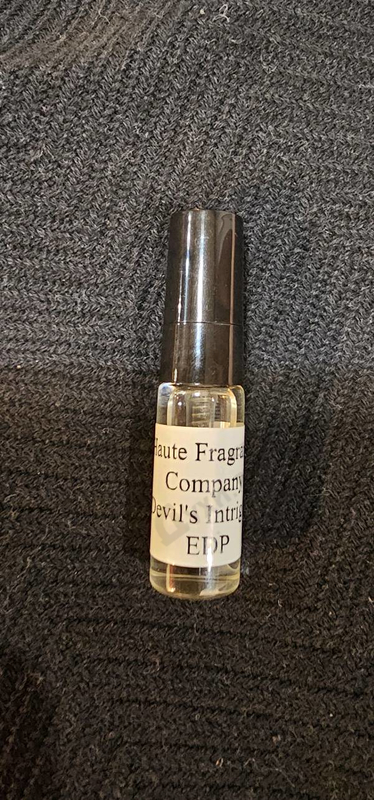 Haute Fragra
Company
Devil's Intrig
EDP